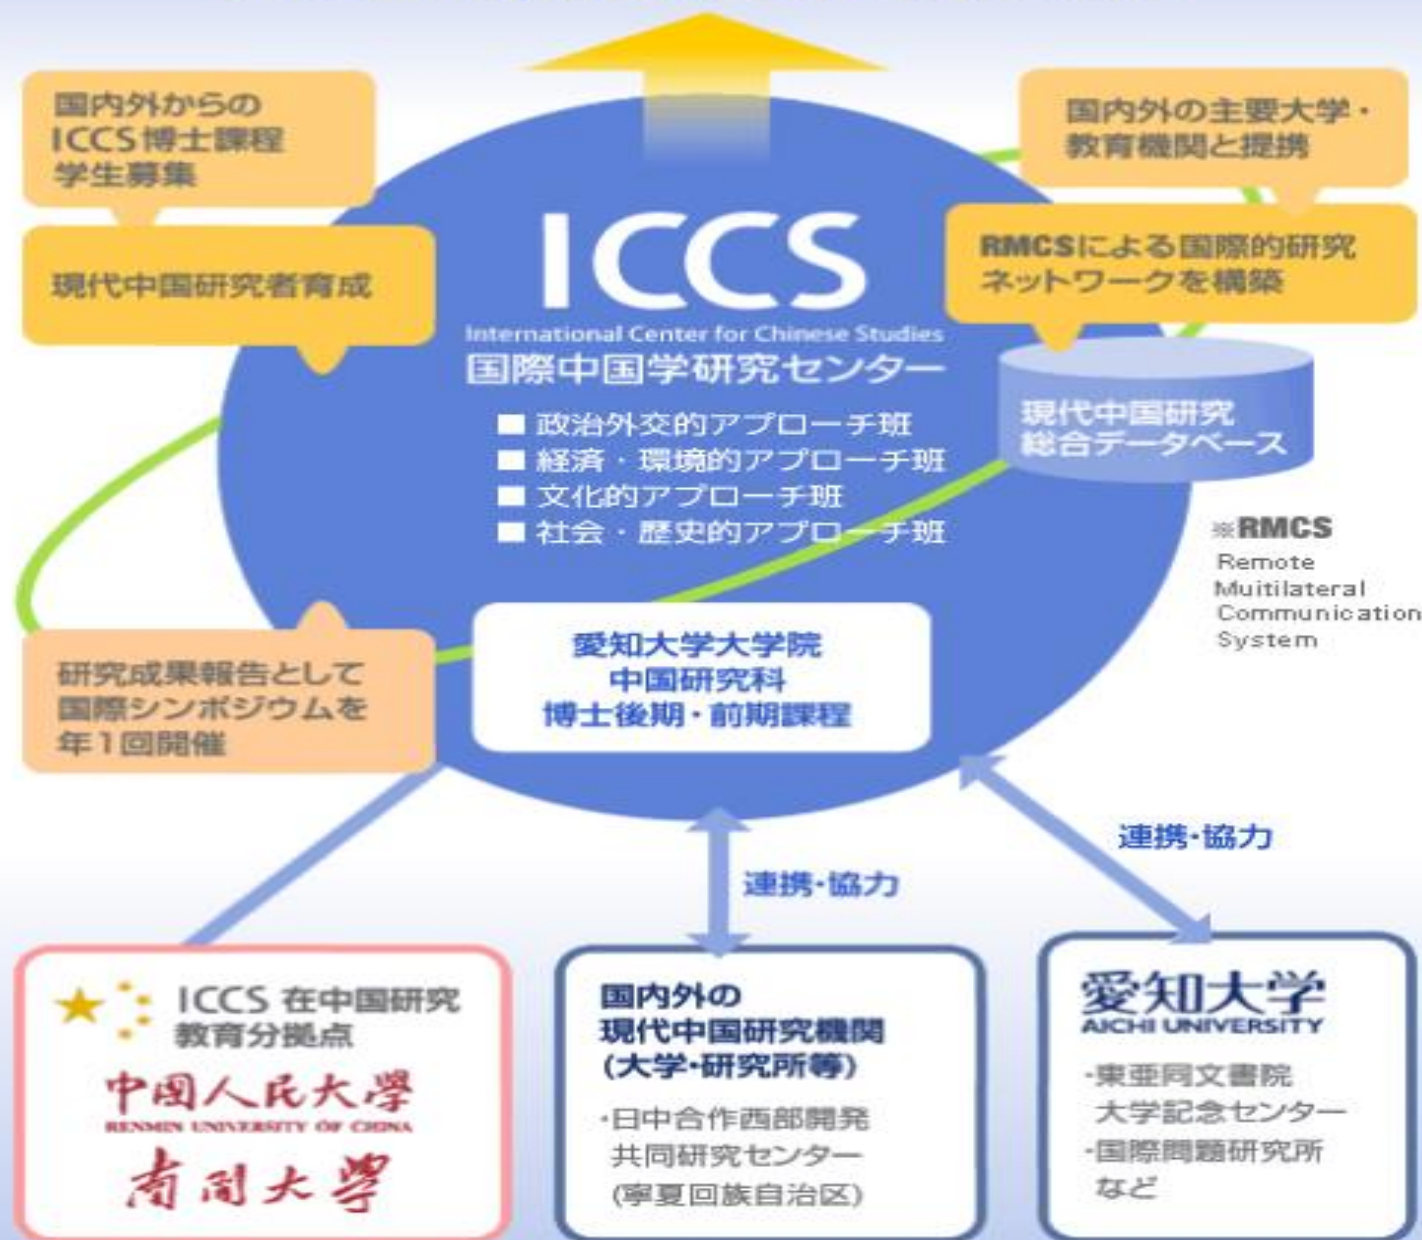 国内外からの
ICCS博士課程
学生募集
現代中国研究者育成
国内外の主要大学・
教育機関と提携
RMCSによる国際的研究
ネットワークを構築
ICCS
International Center for Chinese Studies
国際中国学研究センター
■ 政治外交的アプローチ班
■ 経済・環境的アプローチ班
■ 文化的アプローチ班
■ 社会・歴史的アプローチ班
現代中国研究
総合データベース
※RMCS
Remote
Muitilateral
Communication
System
研究成果報告として
国際シンポジウムを
年1回開催
愛知大学大学院
中国研究科
博士後期・前期課程
連携・協力
連携・協力
ICCS 在中国研究
教育分拠点
中國人民大學
RENMIN UNIVERSITY OF CHINA
南開大學
国内外の
現代中国研究機関
(大学・研究所等)
・日中合作西部開発
共同研究センター
(寧夏回族自治区)
愛知大学
AICHI UNIVERSITY
・東亜同文書院
大学記念センター
・国際問題研究所
など